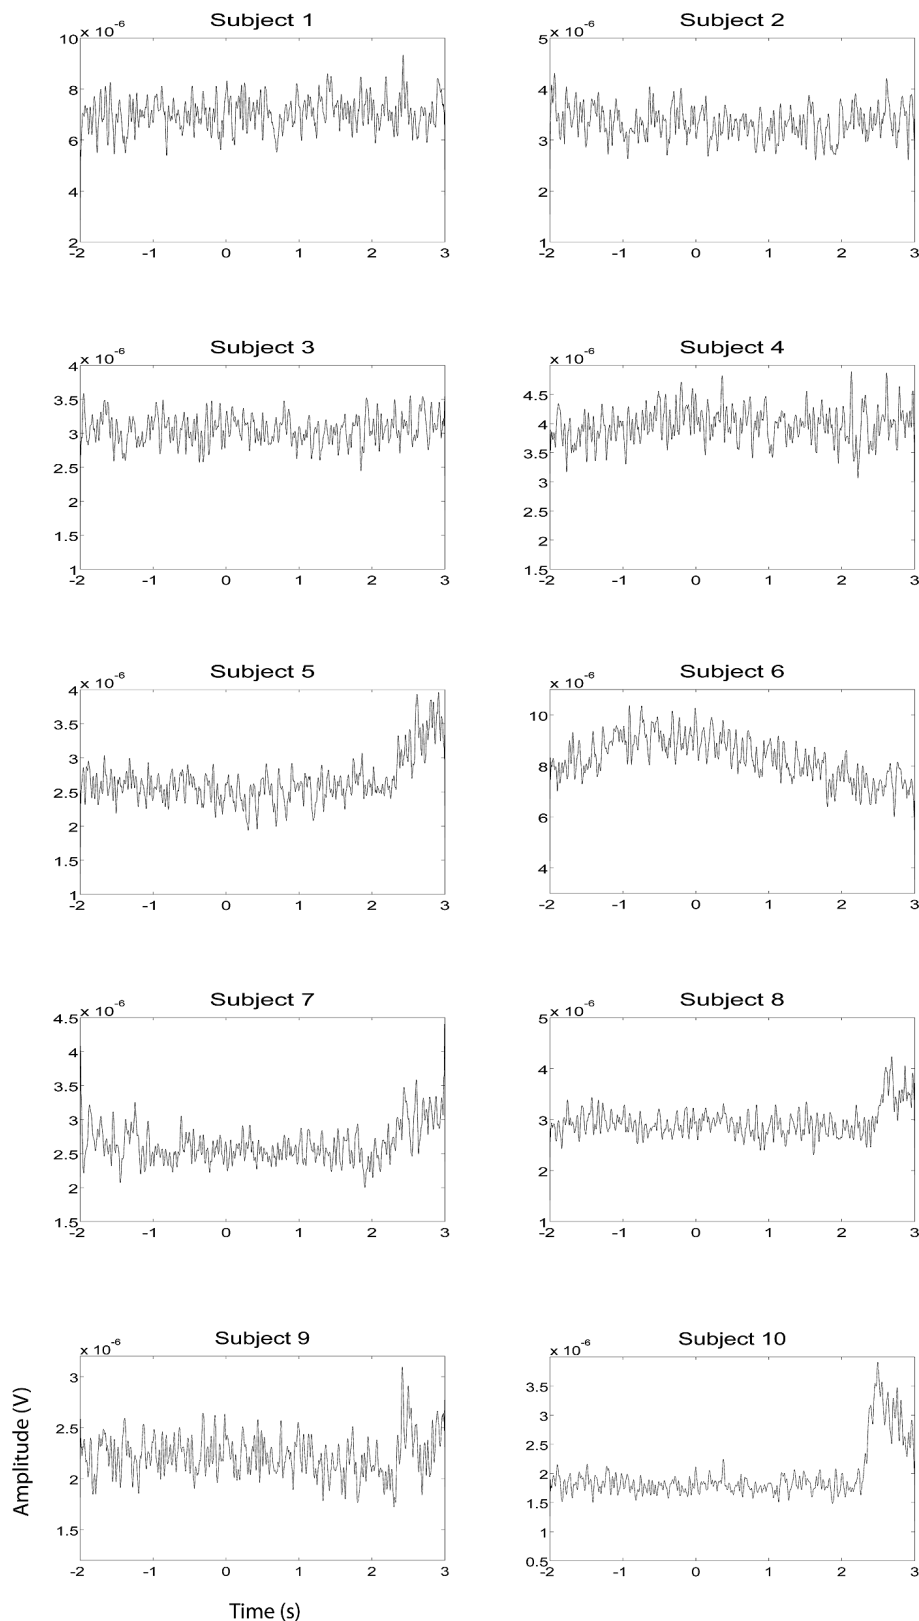 Subject 1
x 10-6
10
8
6
4
2
-2 -1 0 1 2 3
Subject 2
x 10-6
5
4
3
2
1
-2 -1 0 1 2 3
Subject 3
x 10-6
4
3.5
3
2.5
2
1.5
1
-2 -1 0 1 2 3
Subject 4
x 10-6
4.5
4
3.5
3
2.5
2
1.5
-2 -1 0 1 2 3
Subject 5
x 10-6
4
3.5
3
2.5
2
1.5
1
-2 -1 0 1 2 3
Subject 6
x 10-6
10
8
6
4
-2 -1 0 1 2 3
Subject 7
x 10-6
4.5
4
3.5
3
2.5
2
1.5
-2 -1 0 1 2 3
Subject 8
x 10-6
5
4
3
2
1
-2 -1 0 1 2 3
Subject 9
x 10-6
3
2.5
2
1.5
-2 -1 0 1 2 3
Subject 10
x 10-6
3.5
3
2.5
2
1.5
1
0.5
-2 -1 0 1 2 3
Amplitude (V)
Time (s)